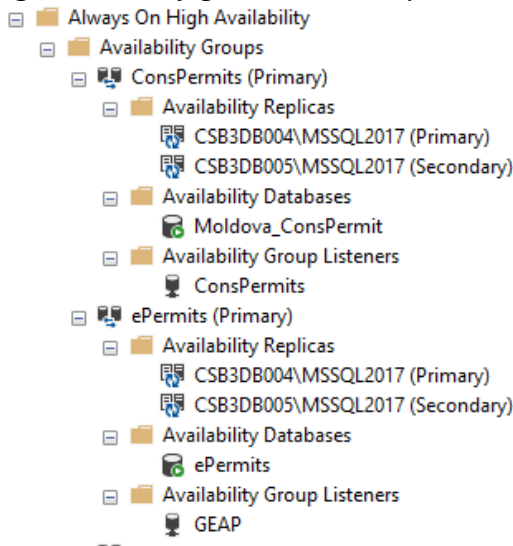 Always On High Availability
Availability Groups
ConsPermits (Primary)
Availability Replicas
CSB3DB004\MSSQL2017 (Primary)
CSB3DB005\MSSQL2017 (Secondary)
Availability Databases
Moldova_ConsPermit
Availability Group Listeners
ConsPermits
ePermits (Primary)
Availability Replicas
CSB3DB004\MSSQL2017 (Primary)
CSB3DB005\MSSQL2017 (Secondary)
Availability Databases
ePermits
Availability Group Listeners
GEAP